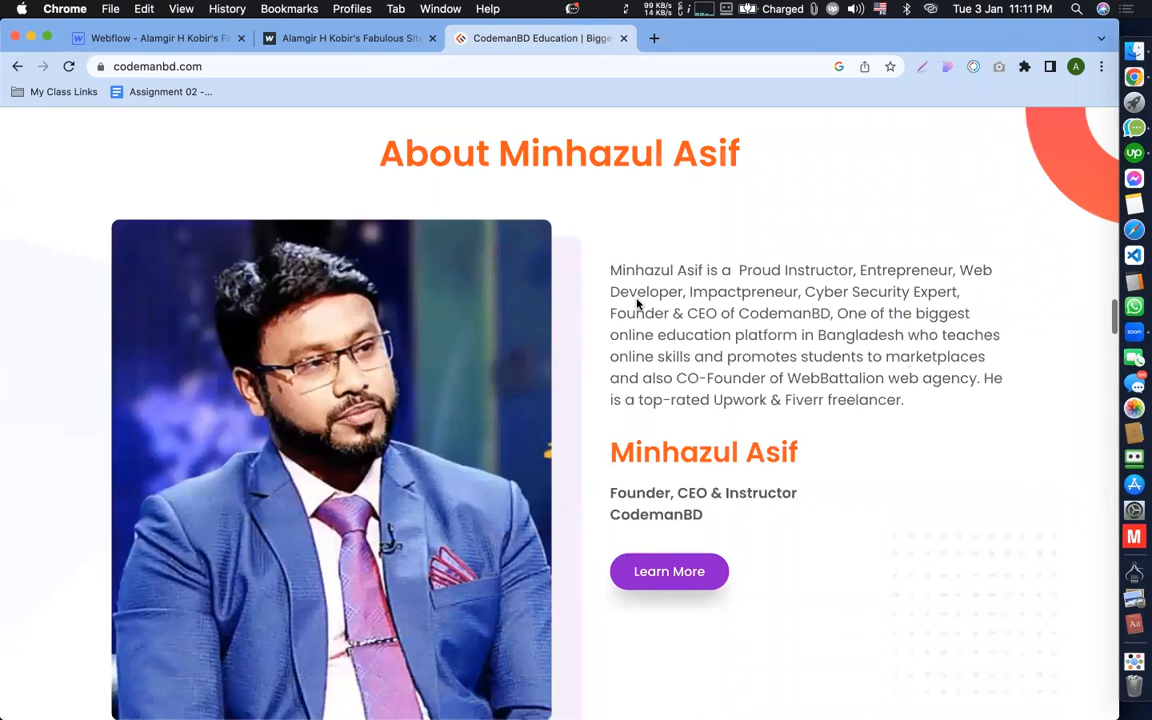 Chrome File Edit View History Bookmarks Profiles Tab Window Help 99 KB/s 14 KB/s Charged Tue 3 Jan 11:11 PM
Webflow - Alamgir H Kobir's Fa Alamgir H Kobir's Fabulous Site CodemanBD Education | Bigge
codemanbd.com A
My Class Links Assignment 02 -...
About Minhazul Asif
Minhazul Asif is a Proud Instructor, Entrepreneur, Web
Developer, Impactpreneur, Cyber Security Expert,
Founder & CEO of CodemanBD, One of the biggest
online education platform in Bangladesh who teaches
online skills and promotes students to marketplaces
and also CO-Founder of WebBattalion web agency. He
is a top-rated Upwork & Fiverr freelancer.
Minhazul Asif
Founder, CEO & Instructor
CodemanBD
Learn More